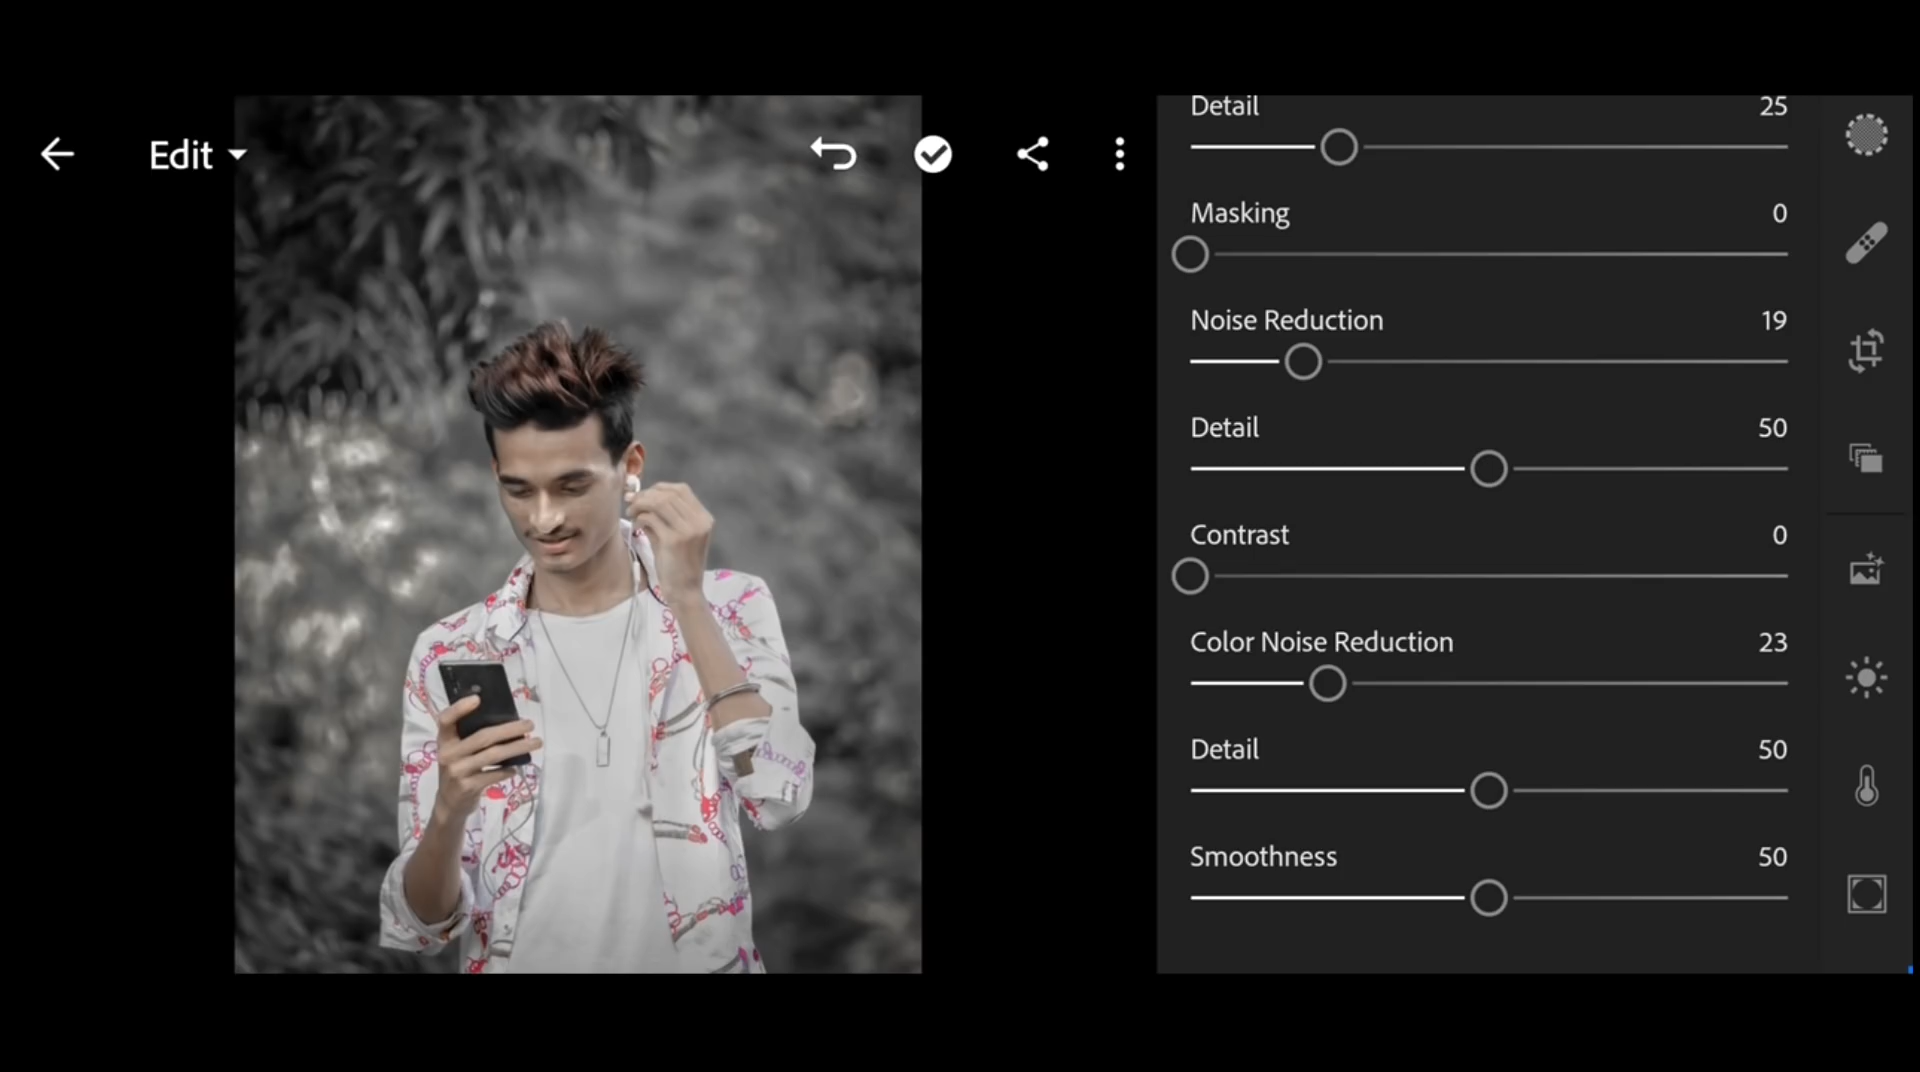 Edit
Detail 25
Masking 0
Noise Reduction 19
Detail 50
Contrast 0
Color Noise Reduction 23
Detail 50
Smoothness 50